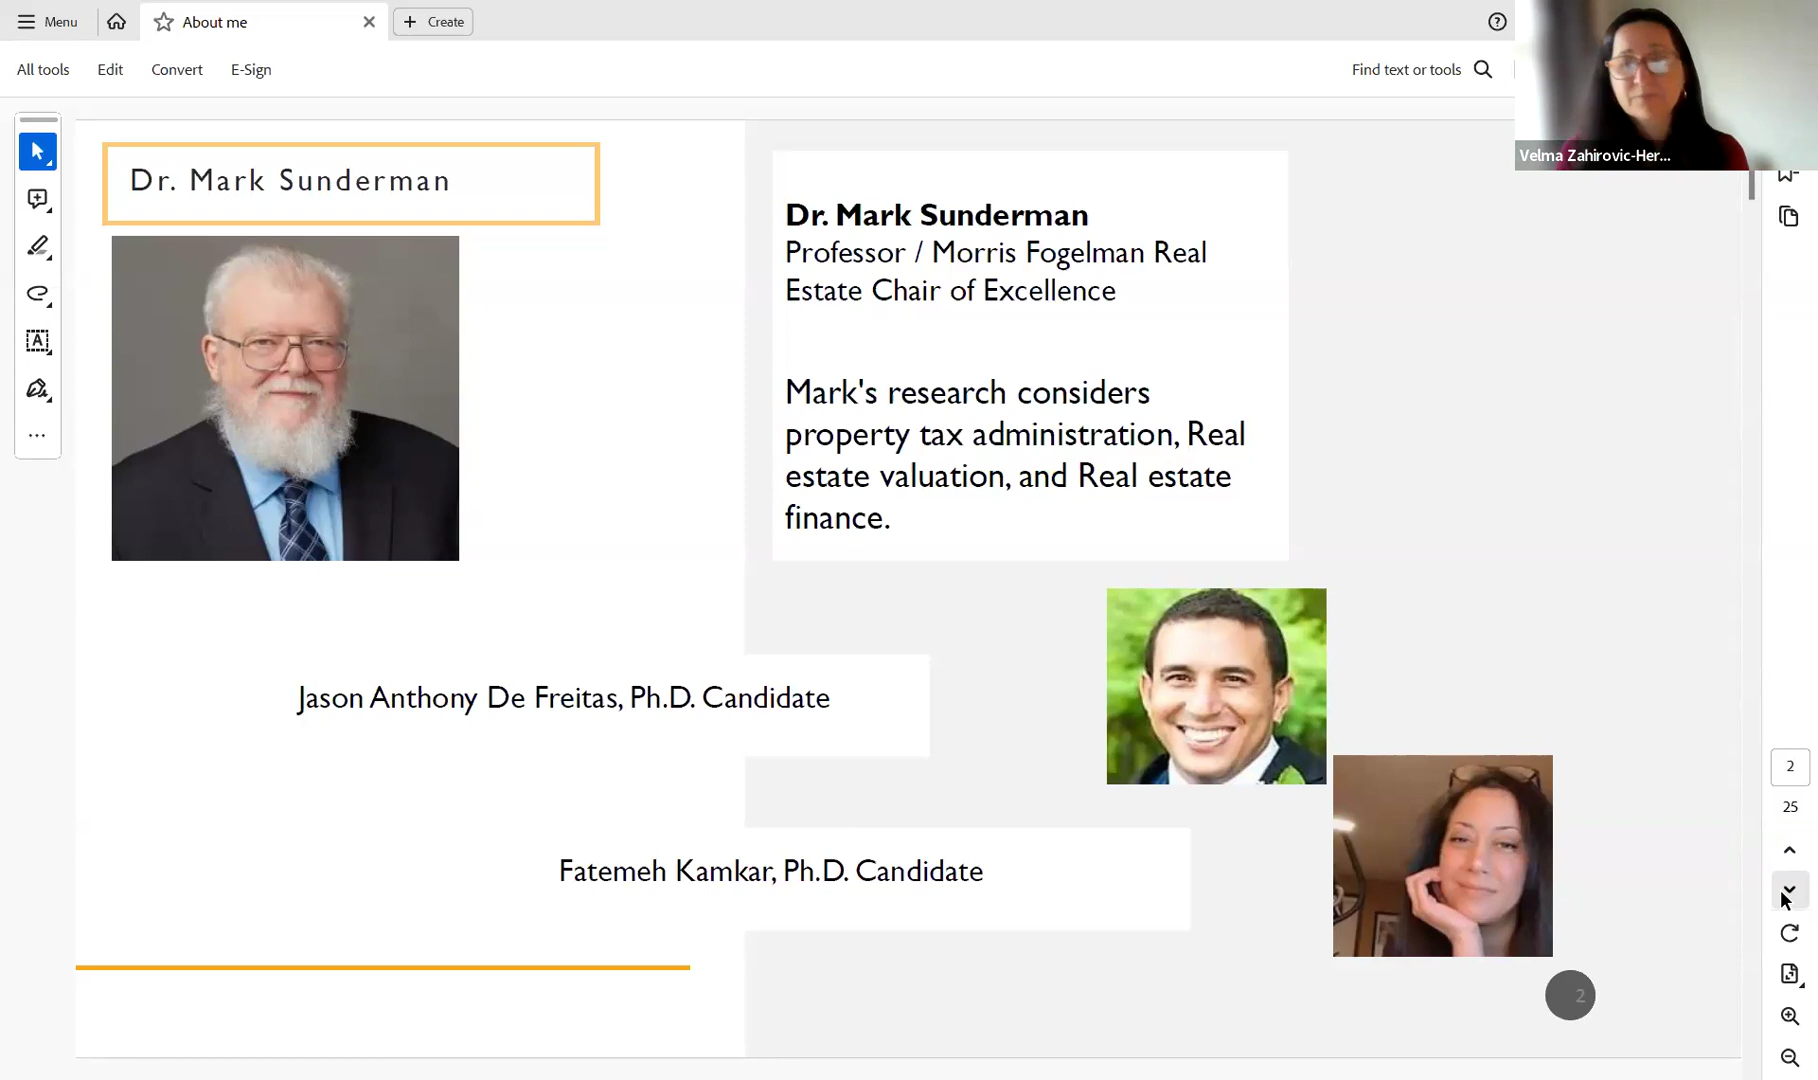 Menu
About me
Create
All tools
Edit
Convert
E-Sign
Find text or tools
Velma Zahirovic-Her...
Dr. Mark Sunderman
Dr. Mark Sunderman
Professor / Morris Fogelman Real
Estate Chair of Excellence
Mark's research considers
property tax administration, Real
estate valuation, and Real estate
finance.
Jason Anthony De Freitas, Ph.D. Candidate
Fatemeh Kamkar, Ph.D. Candidate
2
2
25